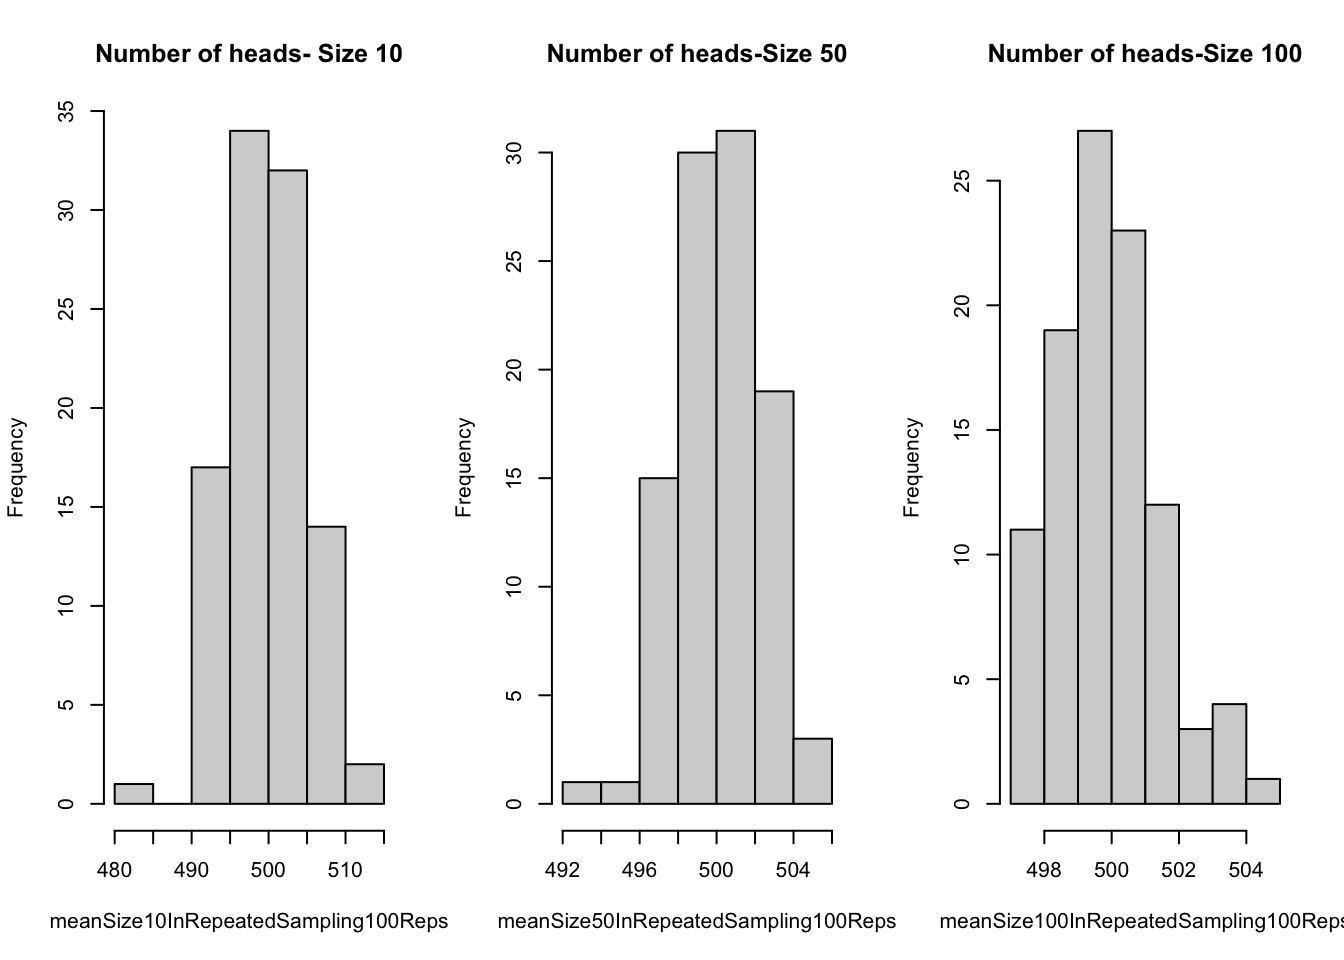 Number of heads- Size 10
Frequency
35
30
25
20
15
10
5
0
480 490 500 510
meanSize10InRepeatedSampling100Reps
Number of heads-Size 50
Frequency
30
25
20
15
10
5
0
492 496 500 504
meanSize50InRepeatedSampling100Reps
Number of heads-Size 100
Frequency
25
20
15
10
5
0
498 500 502 504
meanSize100InRepeatedSampling100Reps